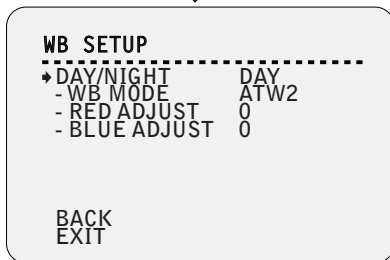 WB SETUP
DAY/NIGHT DAY
- WB MODE ATW2
- RED ADJUST 0
- BLUE ADJUST 0
BACK
EXIT